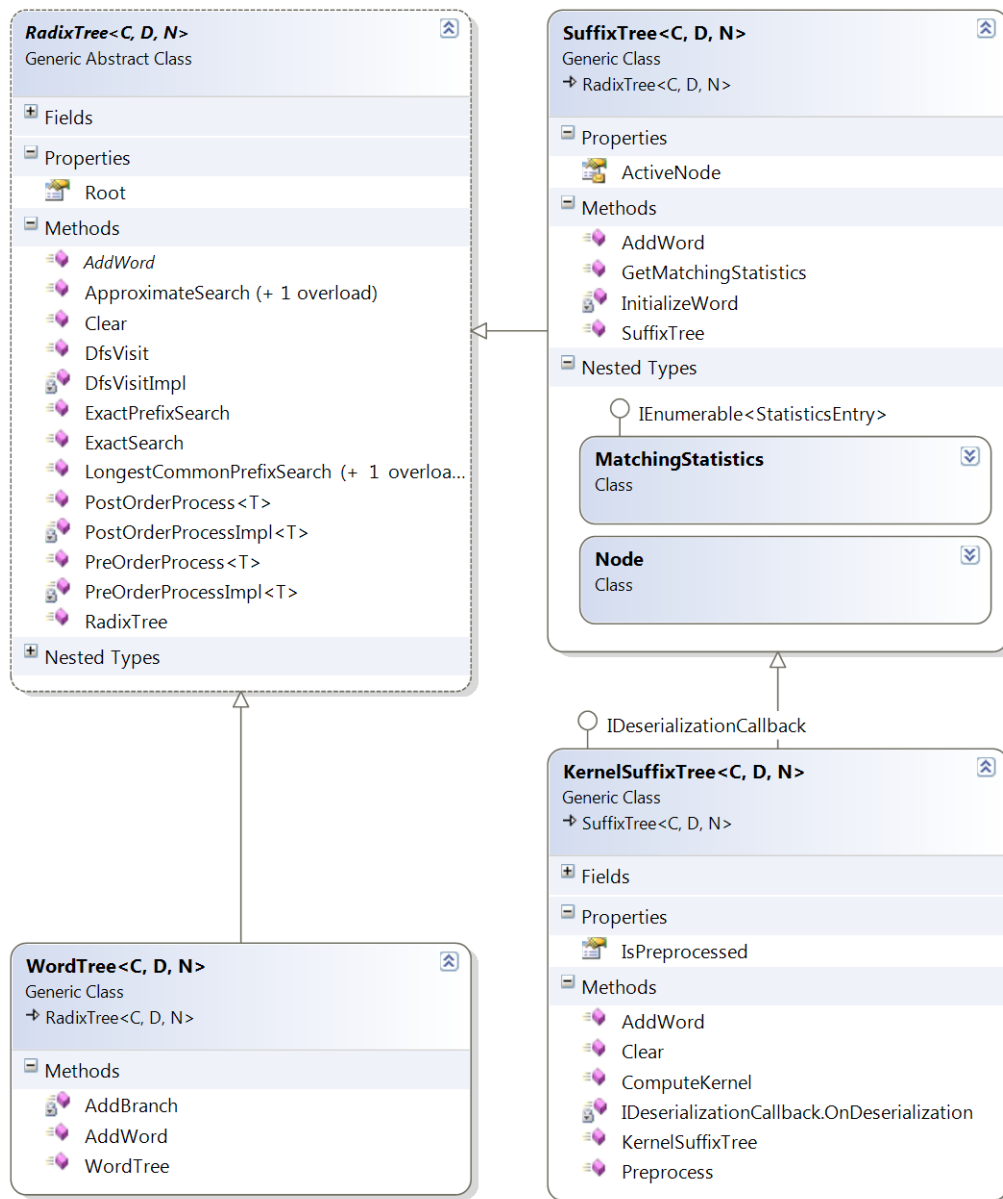 RadixTree<C, D, N>
Generic Abstract Class
Fields
Properties
Root
Methods
AddWord
ApproximateSearch (+ 1 overload)
Clear
DfsVisit
DfsVisitImpl
ExactPrefixSearch
ExactSearch
LongestCommonPrefixSearch (+ 1 overloa...
PostOrderProcess<T>
PostOrderProcessImpl<T>
PreOrderProcess<T>
PreOrderProcessImpl<T>
RadixTree
Nested Types
SuffixTree<C, D, N>
Generic Class
RadixTree<C, D, N>
Properties
ActiveNode
Methods
AddWord
GetMatchingStatistics
InitializeWord
SuffixTree
Nested Types
IEnumerable<StatisticsEntry>
MatchingStatistics
Class
Node
Class
WordTree<C, D, N>
Generic Class
RadixTree<C, D, N>
Methods
AddBranch
AddWord
WordTree
IDeserializationCallback
KernelSuffixTree<C, D, N>
Generic Class
SuffixTree<C, D, N>
Fields
Properties
IsPreprocessed
Methods
AddWord
Clear
ComputeKernel
IDeserializationCallback.OnDeserialization
KernelSuffixTree
Preprocess